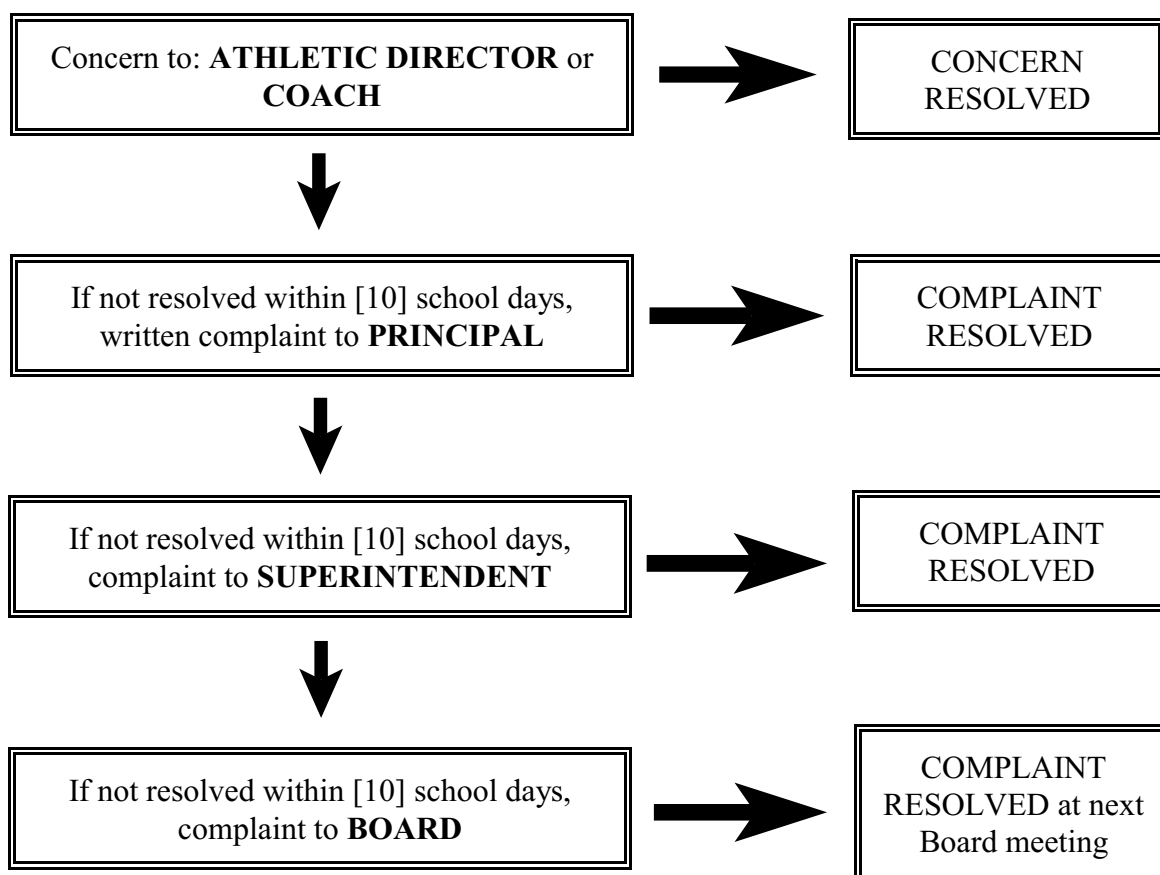 Concern to: ATHLETIC DIRECTOR or
COACH
CONCERN
RESOLVED
If not resolved within [10] school days,
written complaint to PRINCIPAL
COMPLAINT
RESOLVED
If not resolved within [10] school days,
complaint to SUPERINTENDENT
COMPLAINT
RESOLVED
If not resolved within [10] school days,
complaint to BOARD
COMPLAINT
RESOLVED at next
Board meeting